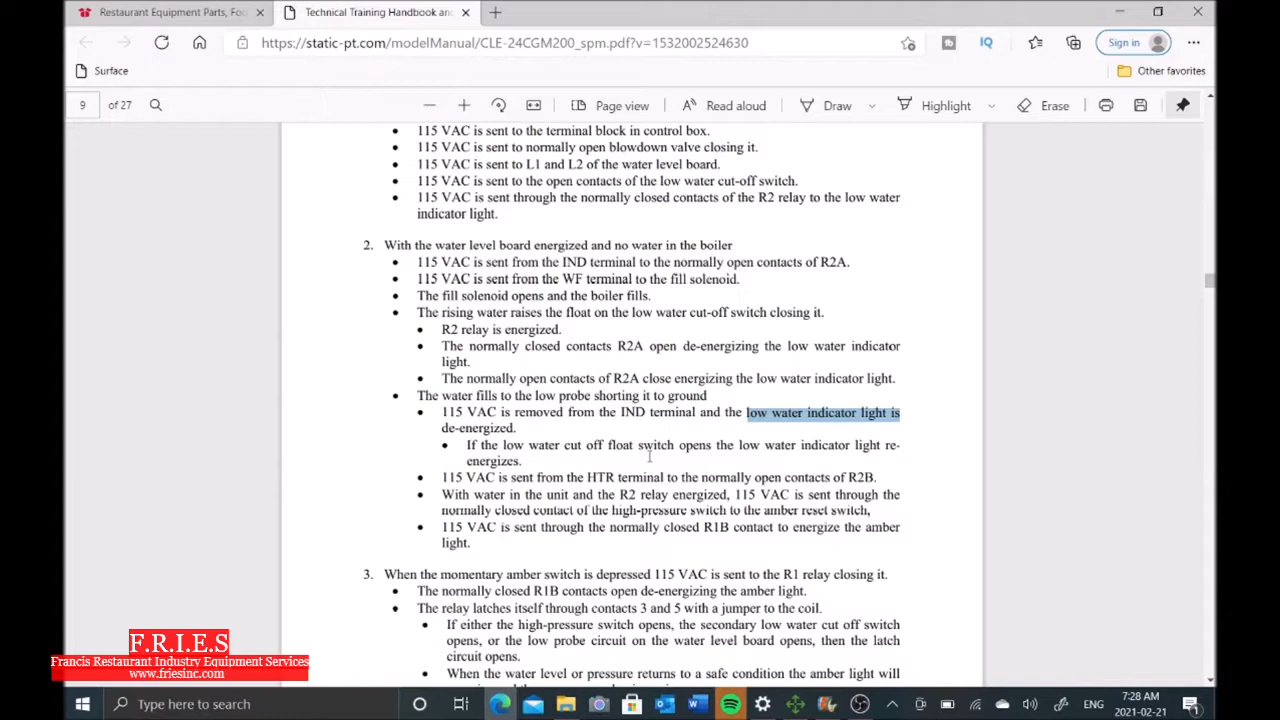 Restaurant Equipment Parts, Foo
Technical Training Handbook and
https://static-pt.com/modelManual/CLE-24CGM200_spm.pdf?v=1532002524630
IQ
Sign in
Surface
Other favorites
9 of 27
Page view
Read aloud
Draw
Highlight
Erase
• 115 VAC is sent to the terminal block in control box.
• 115 VAC is sent to normally open blowdown valve closing it.
• 115 VAC is sent to L1 and L2 of the water level board.
• 115 VAC is sent to the open contacts of the low water cut-off switch.
• 115 VAC is sent through the normally closed contacts of the R2 relay to the low water
indicator light.
2. With the water level board energized and no water in the boiler
• 115 VAC is sent from the IND terminal to the normally open contacts of R2A.
• 115 VAC is sent from the WF terminal to the fill solenoid.
• The fill solenoid opens and the boiler fills.
• The rising water raises the float on the low water cut-off switch closing it.
• R2 relay is energized.
• The normally closed contacts R2A open de-energizing the low water indicator
light.
• The normally open contacts of R2A close energizing the low water indicator light.
• The water fills to the low probe shorting it to ground
• 115 VAC is removed from the IND terminal and the low water indicator light is
de-energized.
• If the low water cut off float switch opens the low water indicator light re-
energizes.
• 115 VAC is sent from the HTR terminal to the normally open contacts of R2B.
• With water in the unit and the R2 relay energized, 115 VAC is sent through the
normally closed contact of the high-pressure switch to the amber reset switch,
• 115 VAC is sent through the normally closed R1B contact to energize the amber
light.
3. When the momentary amber switch is depressed 115 VAC is sent to the R1 relay closing it.
• The normally closed R1B contacts open de-energizing the amber light.
• The relay latches itself through contacts 3 and 5 with a jumper to the coil.
• If either the high-pressure switch opens, the secondary low water cut off switch
opens, or the low probe circuit on the water level board opens, then the latch
circuit opens.
• When the water level or pressure returns to a safe condition the amber light will
F.R.I.E.S
Francis Restaurant Industry Equipment Services
www.friesinc.com
Type here to search
ENG
7:28 AM
2021-02-21